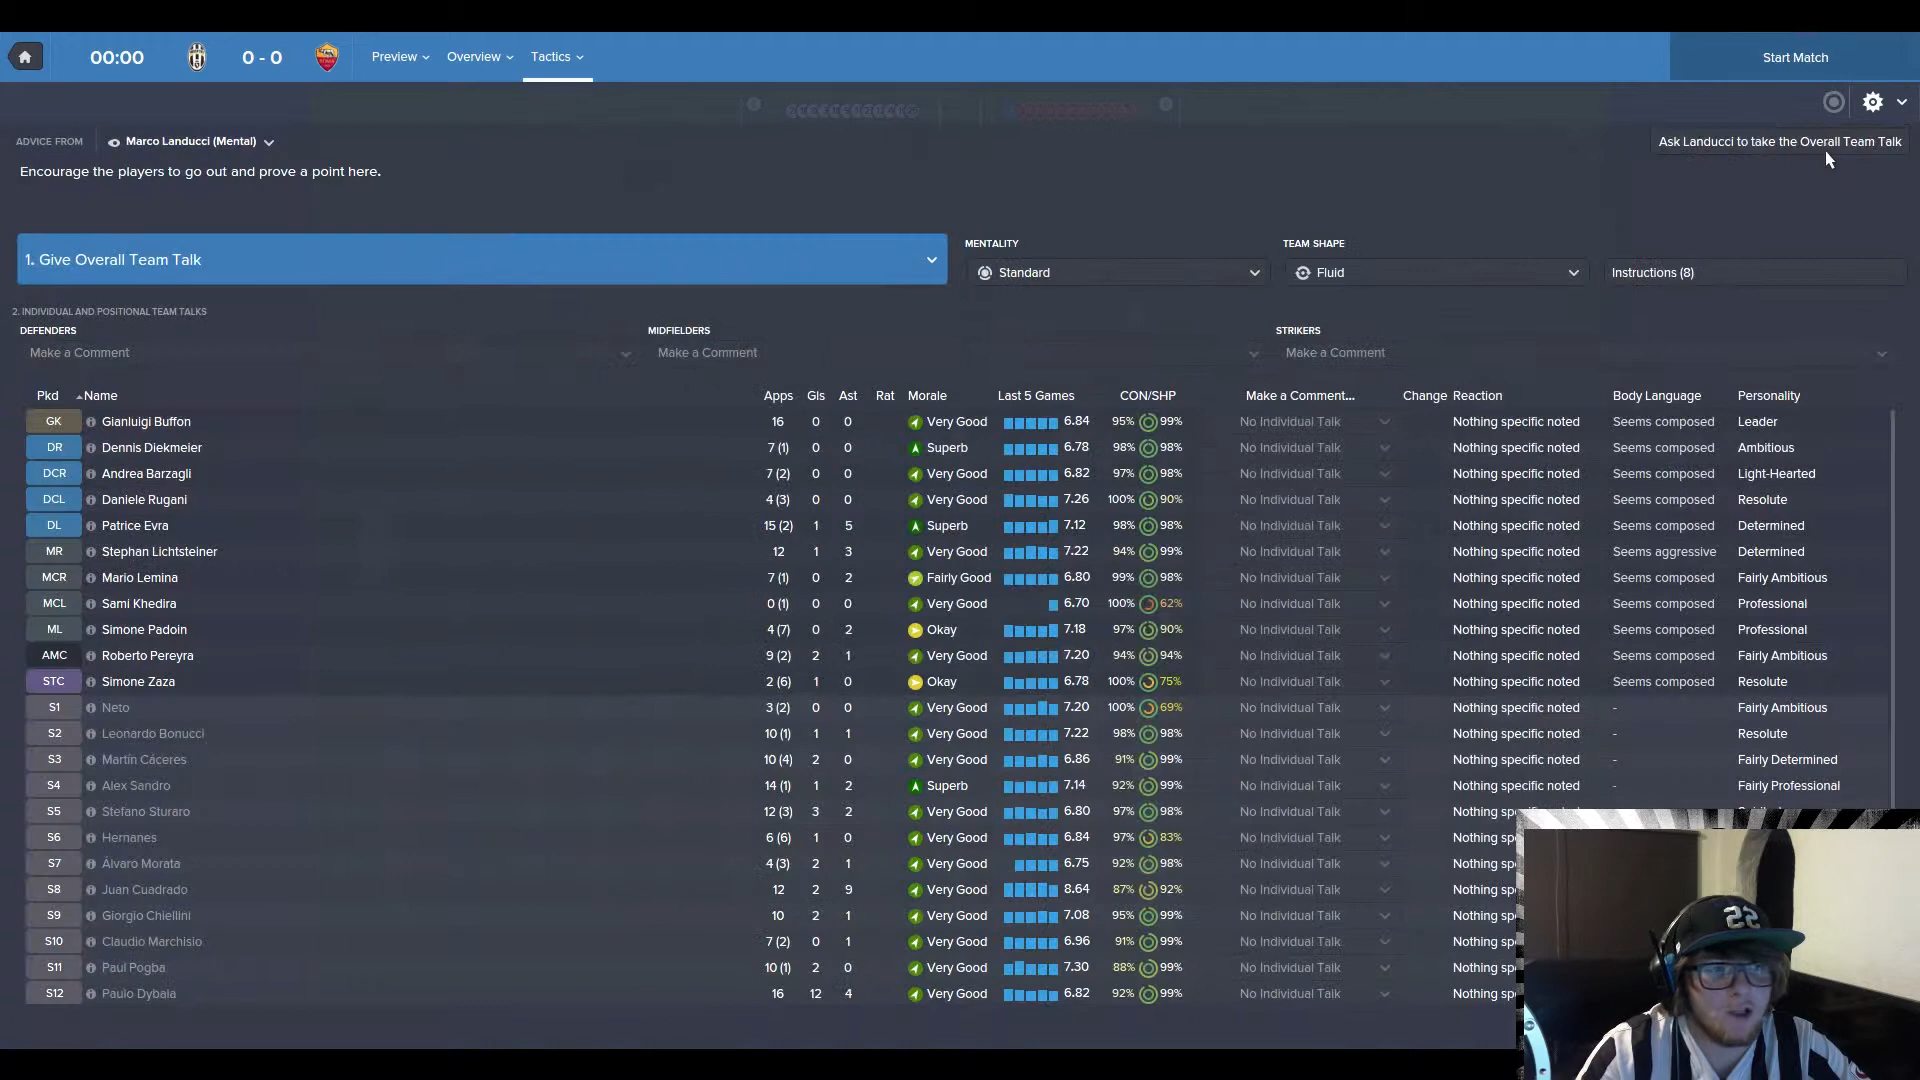 00:00 0 - 0 Preview Overview Tactics Start Match
ADVICE FROM Marco Landucci (Mental) Ask Landucci to take the Overall Team Talk
Encourage the players to go out and prove a point here.
MENTALITY TEAM SHAPE
1. Give Overall Team Talk Standard Fluid Instructions (8)
2. INDIVIDUAL AND POSITIONAL TEAM TALKS
DEFENDERS MIDFIELDERS STRIKERS
Make a Comment Make a Comment Make a Comment
Pkd Name Apps Gls Ast Rat Morale Last 5 Games CON/SHP Make a Comment... Change Reaction Body Language Personality
GK Gianluigi Buffon 16 0 0 Very Good 6.84 95% 99% No Individual Talk Nothing specific noted Seems composed Leader
DR Dennis Diekmeier 7 (1) 0 0 Superb 6.78 98% 98% No Individual Talk Nothing specific noted Seems composed Ambitious
DCR Andrea Barzagli 7 (2) 0 0 Very Good 6.82 97% 98% No Individual Talk Nothing specific noted Seems composed Light-Hearted
DCL Daniele Rugani 4 (3) 0 0 Very Good 7.26 100% 90% No Individual Talk Nothing specific noted Seems composed Resolute
DL Patrice Evra 15 (2) 1 5 Superb 7.12 98% 98% No Individual Talk Nothing specific noted Seems composed Determined
MR Stephan Lichtsteiner 12 1 3 Very Good 7.22 94% 99% No Individual Talk Nothing specific noted Seems aggressive Determined
MCR Mario Lemina 7 (1) 0 2 Fairly Good 6.80 99% 98% No Individual Talk Nothing specific noted Seems composed Fairly Ambitious
MCL Sami Khedira 0 (1) 0 0 Very Good 6.70 100% 62% No Individual Talk Nothing specific noted Seems composed Professional
ML Simone Padoin 4 (7) 0 2 Okay 7.18 97% 90% No Individual Talk Nothing specific noted Seems composed Professional
AMC Roberto Pereyra 9 (2) 2 1 Very Good 7.20 94% 94% No Individual Talk Nothing specific noted Seems composed Fairly Ambitious
STC Simone Zaza 2 (6) 1 0 Okay 6.78 100% 75% No Individual Talk Nothing specific noted Seems composed Resolute
S1 Neto 3 (2) 0 0 Very Good 7.20 100% 69% No Individual Talk Nothing specific noted - Fairly Ambitious
S2 Leonardo Bonucci 10 (1) 1 1 Very Good 7.22 98% 98% No Individual Talk Nothing specific noted - Resolute
S3 Martín Cáceres 10 (4) 2 0 Very Good 6.86 91% 99% No Individual Talk Nothing specific noted - Fairly Determined
S4 Alex Sandro 14 (1) 1 2 Superb 7.14 92% 99% No Individual Talk Nothing specific noted - Fairly Professional
S5 Stefano Sturaro 12 (3) 3 2 Very Good 6.80 97% 98% No Individual Talk Nothing specific noted
S6 Hernanes 6 (6) 1 0 Very Good 6.84 97% 83% No Individual Talk Nothing sp
S7 Álvaro Morata 4 (3) 2 1 Very Good 6.75 92% 98% No Individual Talk Nothing sp
S8 Juan Cuadrado 12 2 9 Very Good 8.64 87% 92% No Individual Talk Nothing sp
S9 Giorgio Chiellini 10 2 1 Very Good 7.08 95% 99% No Individual Talk Nothing sp
S10 Claudio Marchisio 7 (2) 0 1 Very Good 6.96 91% 99% No Individual Talk Nothing sp
S11 Paul Pogba 10 (1) 2 0 Very Good 7.30 88% 99% No Individual Talk Nothing sp
S12 Paulo Dybala 16 12 4 Very Good 6.82 92% 99% No Individual Talk Nothing sp
22